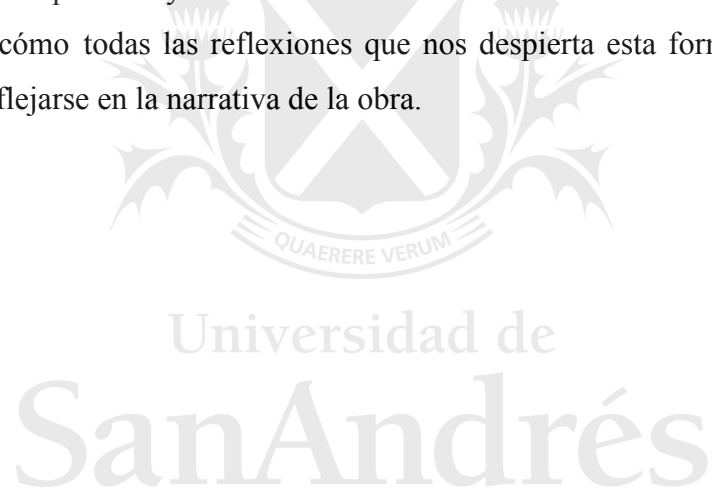 cómo todas las reflexiones que nos despierta esta
flejarse en la narrativa de la obra.
QUAERERE VERUM
Universidad de
SanAndrés